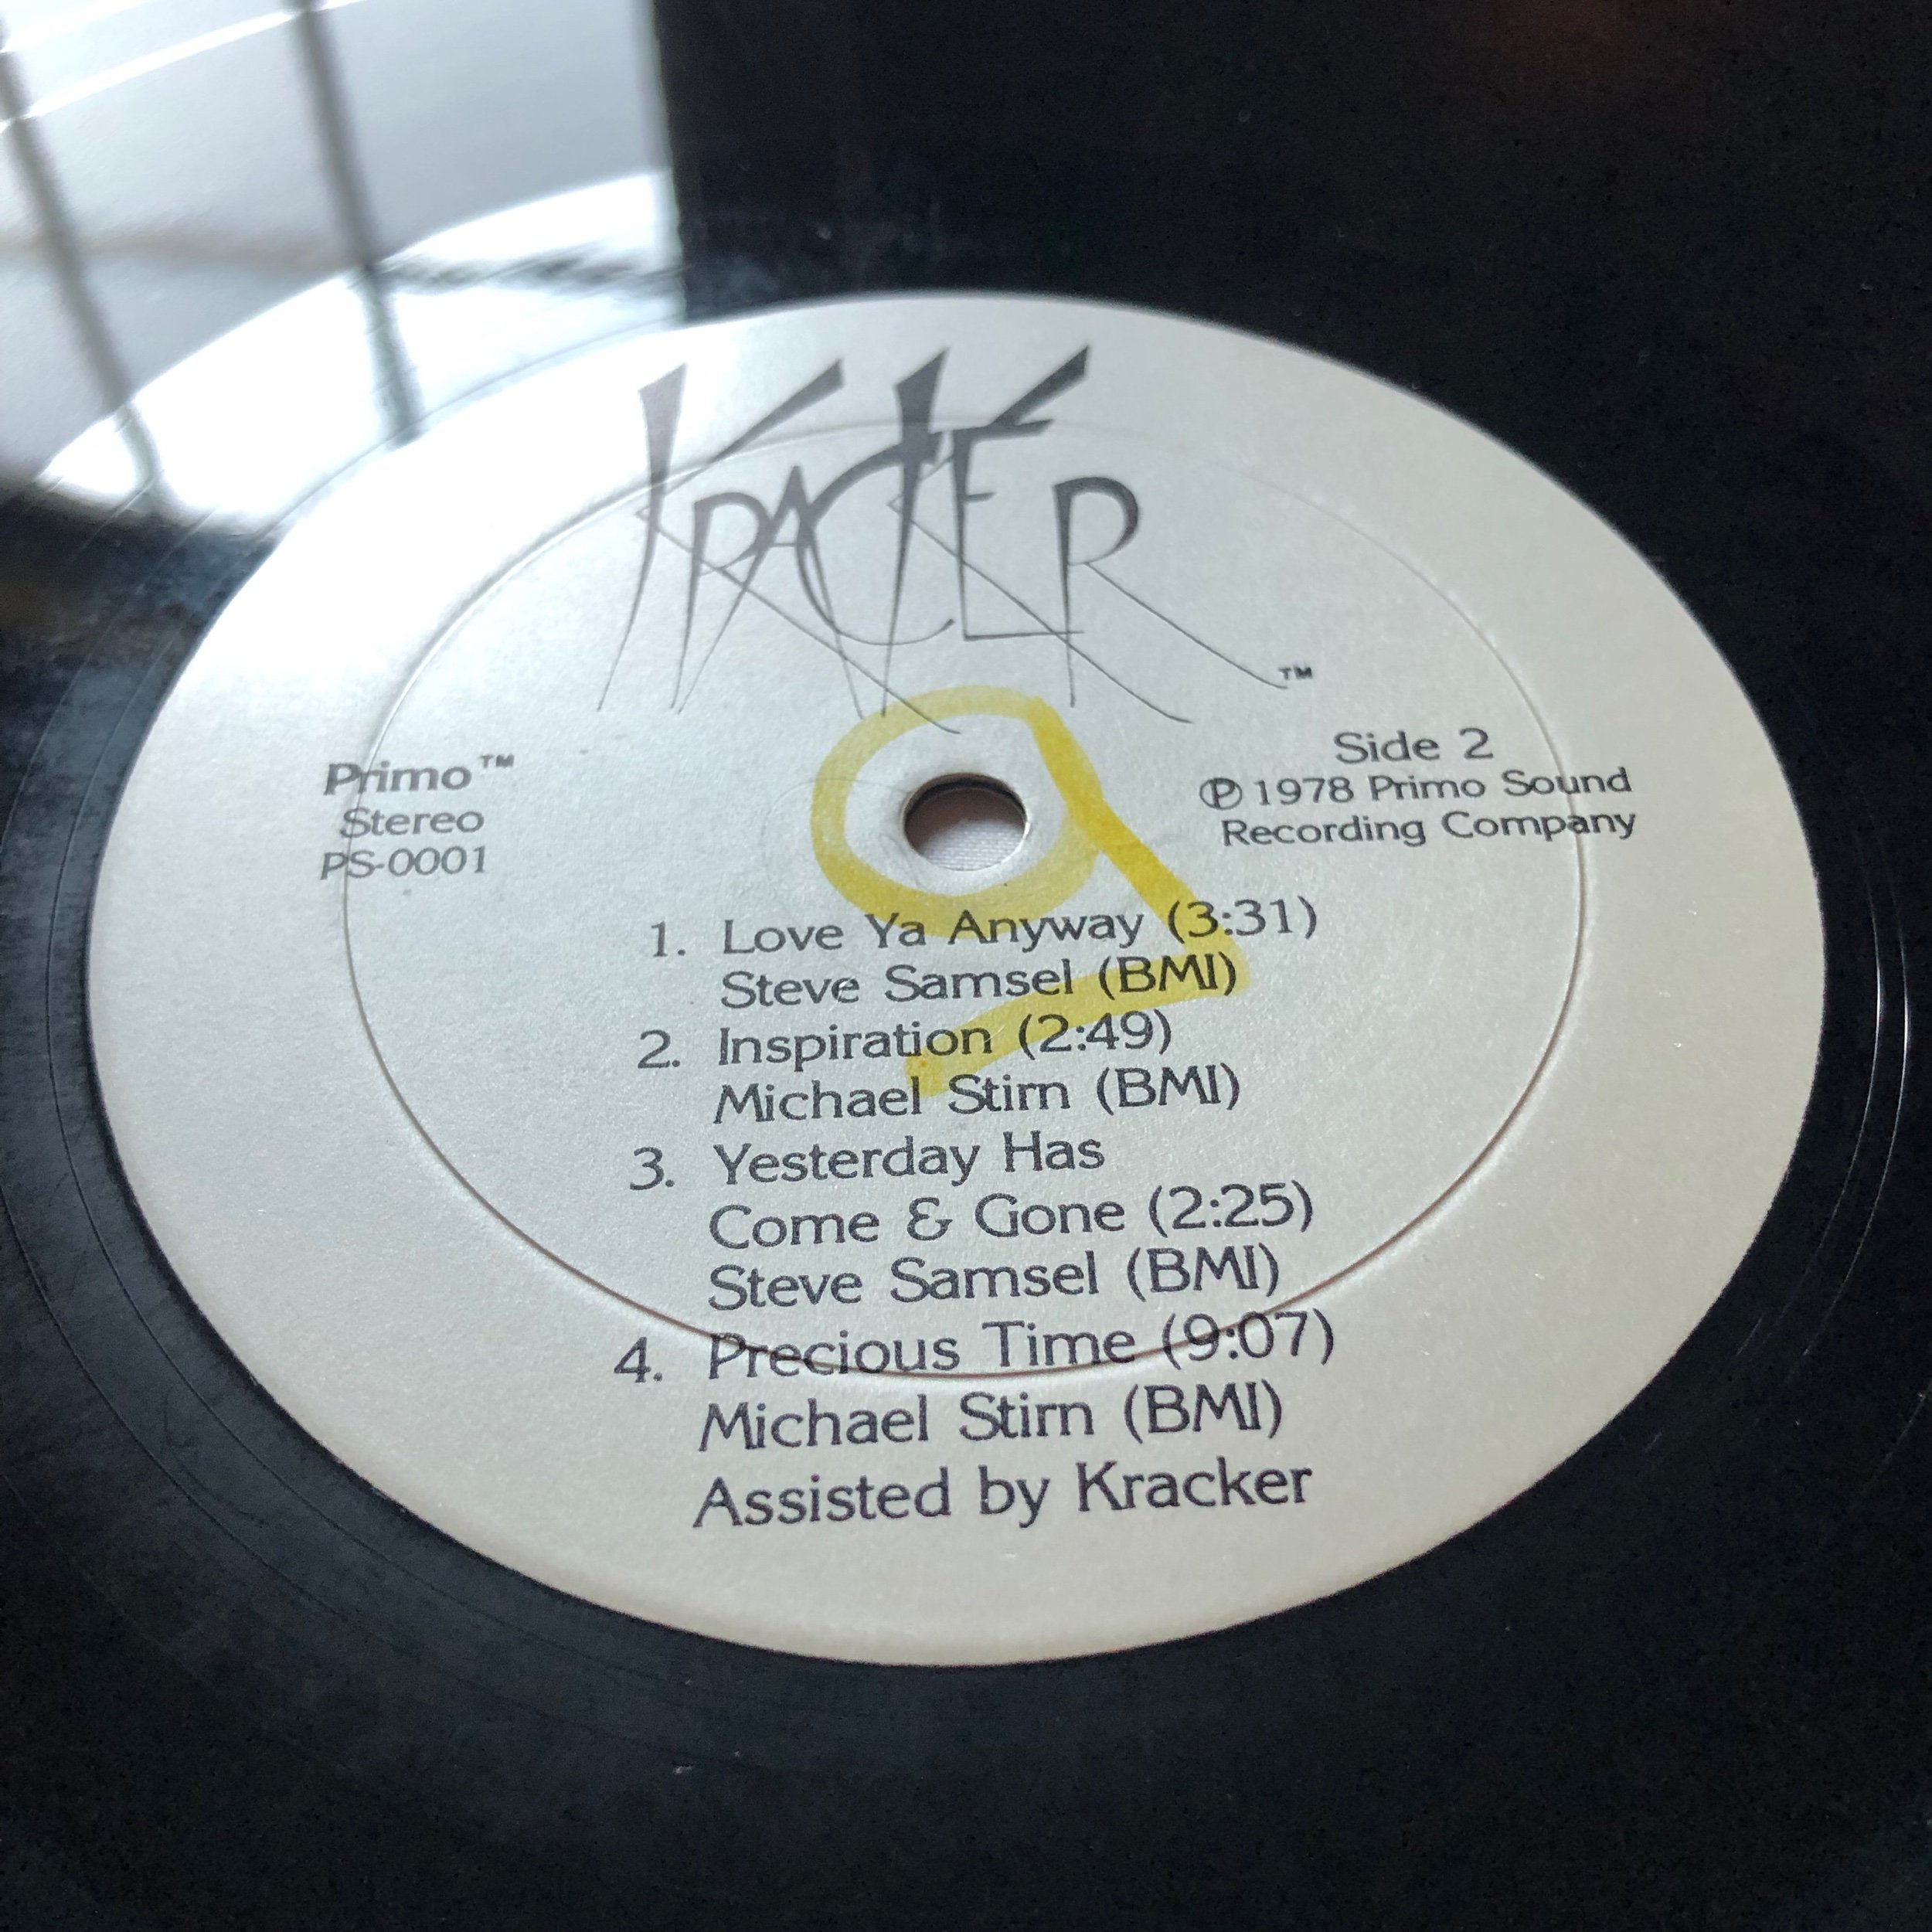 KRACKER™
Primo™
Stereo
PS-0001
Side 2
℗ 1978 Primo Sound
Recording Company
9
1. Love Ya Anyway (3:31)
Steve Samsel (BMI)
2. Inspiration (2:49)
Michael Stirn (BMI)
3. Yesterday Has
Come & Gone (2:25)
Steve Samsel (BMI)
4. Precious Time (9:07)
Michael Stirn (BMI)
Assisted by Kracker